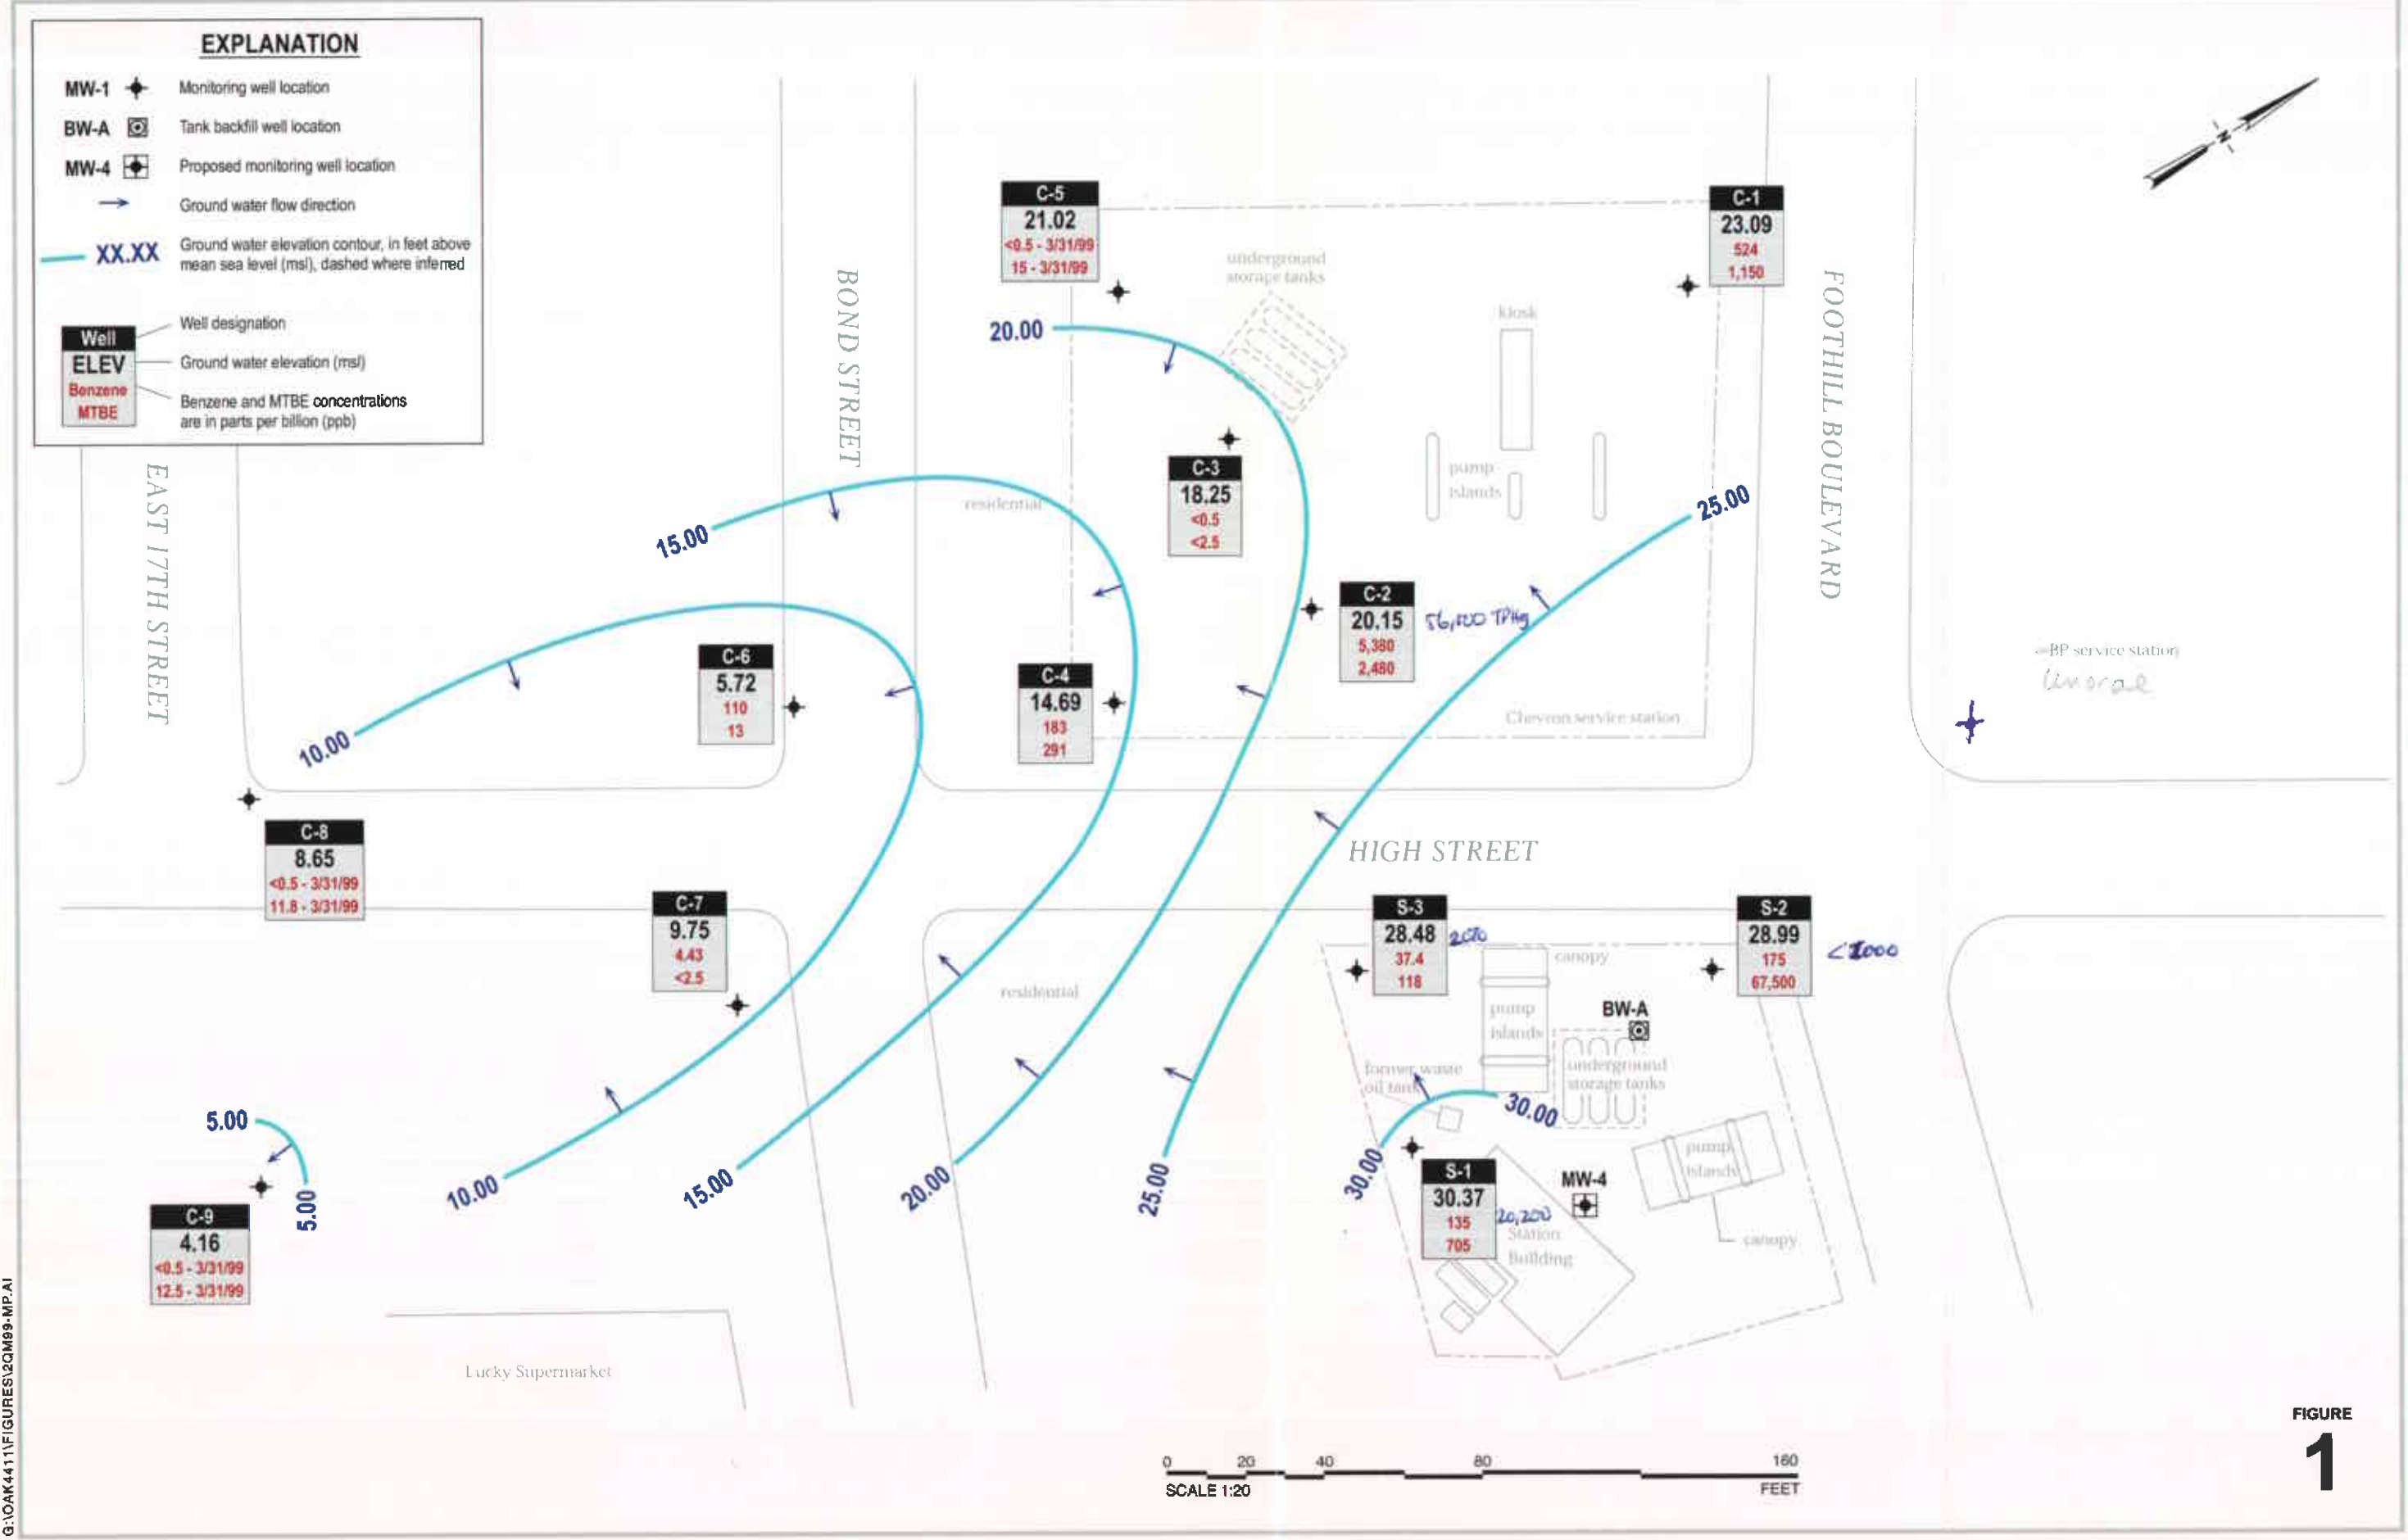 EXPLANATION
MW-1 Monitoring well location
BW-A Tank backfill well location
MW-4 Proposed monitoring well location
Ground water flow direction
XX.XX Ground water elevation contour, in feet above
mean sea level (msl), dashed where inferred
Well
ELEV
Benzene
MTBE
Well designation
Ground water elevation (msl)
Benzene and MTBE concentrations
are in parts per billion (ppb)
N
EAST 17TH STREET
BOND STREET
FOOTHILL BOULEVARD
HIGH STREET
C-5
21.02
<0.5 - 3/31/99
15 - 3/31/99
C-1
23.09
524
1,150
underground
storage tanks
kiosk
20.00
C-3
18.25
<0.5
<2.5
pump
islands
25.00
residential
15.00
C-2
20.15
5,380
2,480
TPHg
BP service station
Unocal
C-6
5.72
110
13
C-4
14.69
183
291
Chevron service station
10.00
C-8
8.65
<0.5 - 3/31/99
11.8 - 3/31/99
C-7
9.75
4.43
<2.5
S-3
28.48
37.4
118
S-2
28.99
175
67,500
canopy
pump
islands
BW-A
residential
former waste
oil tank
underground
storage tanks
30.00
30.00
5.00
5.00
10.00
15.00
20.00
25.00
S-1
30.37
135
705
20,200
MW-4
Station
Building
pump
islands
canopy
C-9
4.16
<0.5 - 3/31/99
12.5 - 3/31/99
Lucky Supermarket
0 20 40 80 160
SCALE 1:20 FEET
FIGURE
1
G:\OAK4411\FIGURES\2QM99-MP.AI